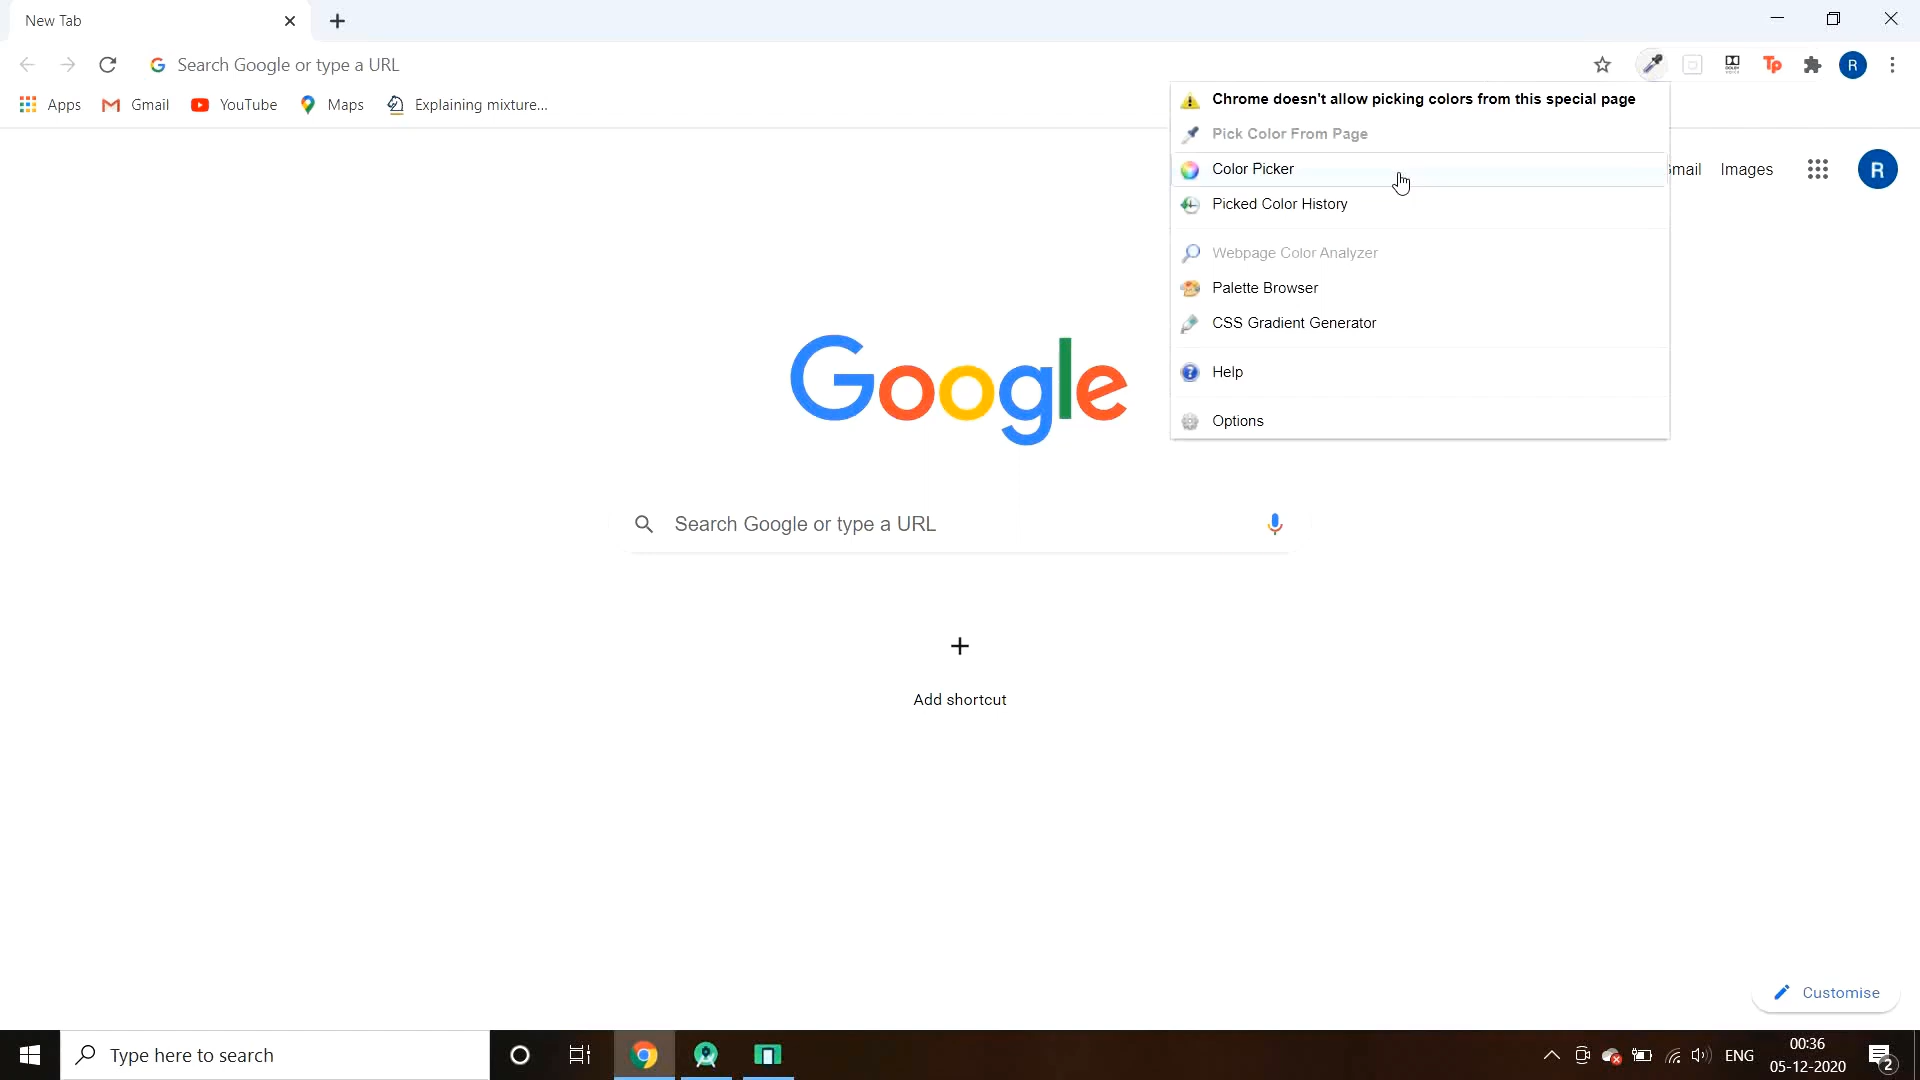 New Tab
Search Google or type a URL
Apps Gmail YouTube Maps Explaining mixture...
Chrome doesn't allow picking colors from this special page
Pick Color From Page
Color Picker
Picked Color History
Webpage Color Analyzer
Palette Browser
CSS Gradient Generator
Help
Options
Images
R
R
Tp
Google
Search Google or type a URL
Add shortcut
Customise
Type here to search
ENG
00:36
05-12-2020
2